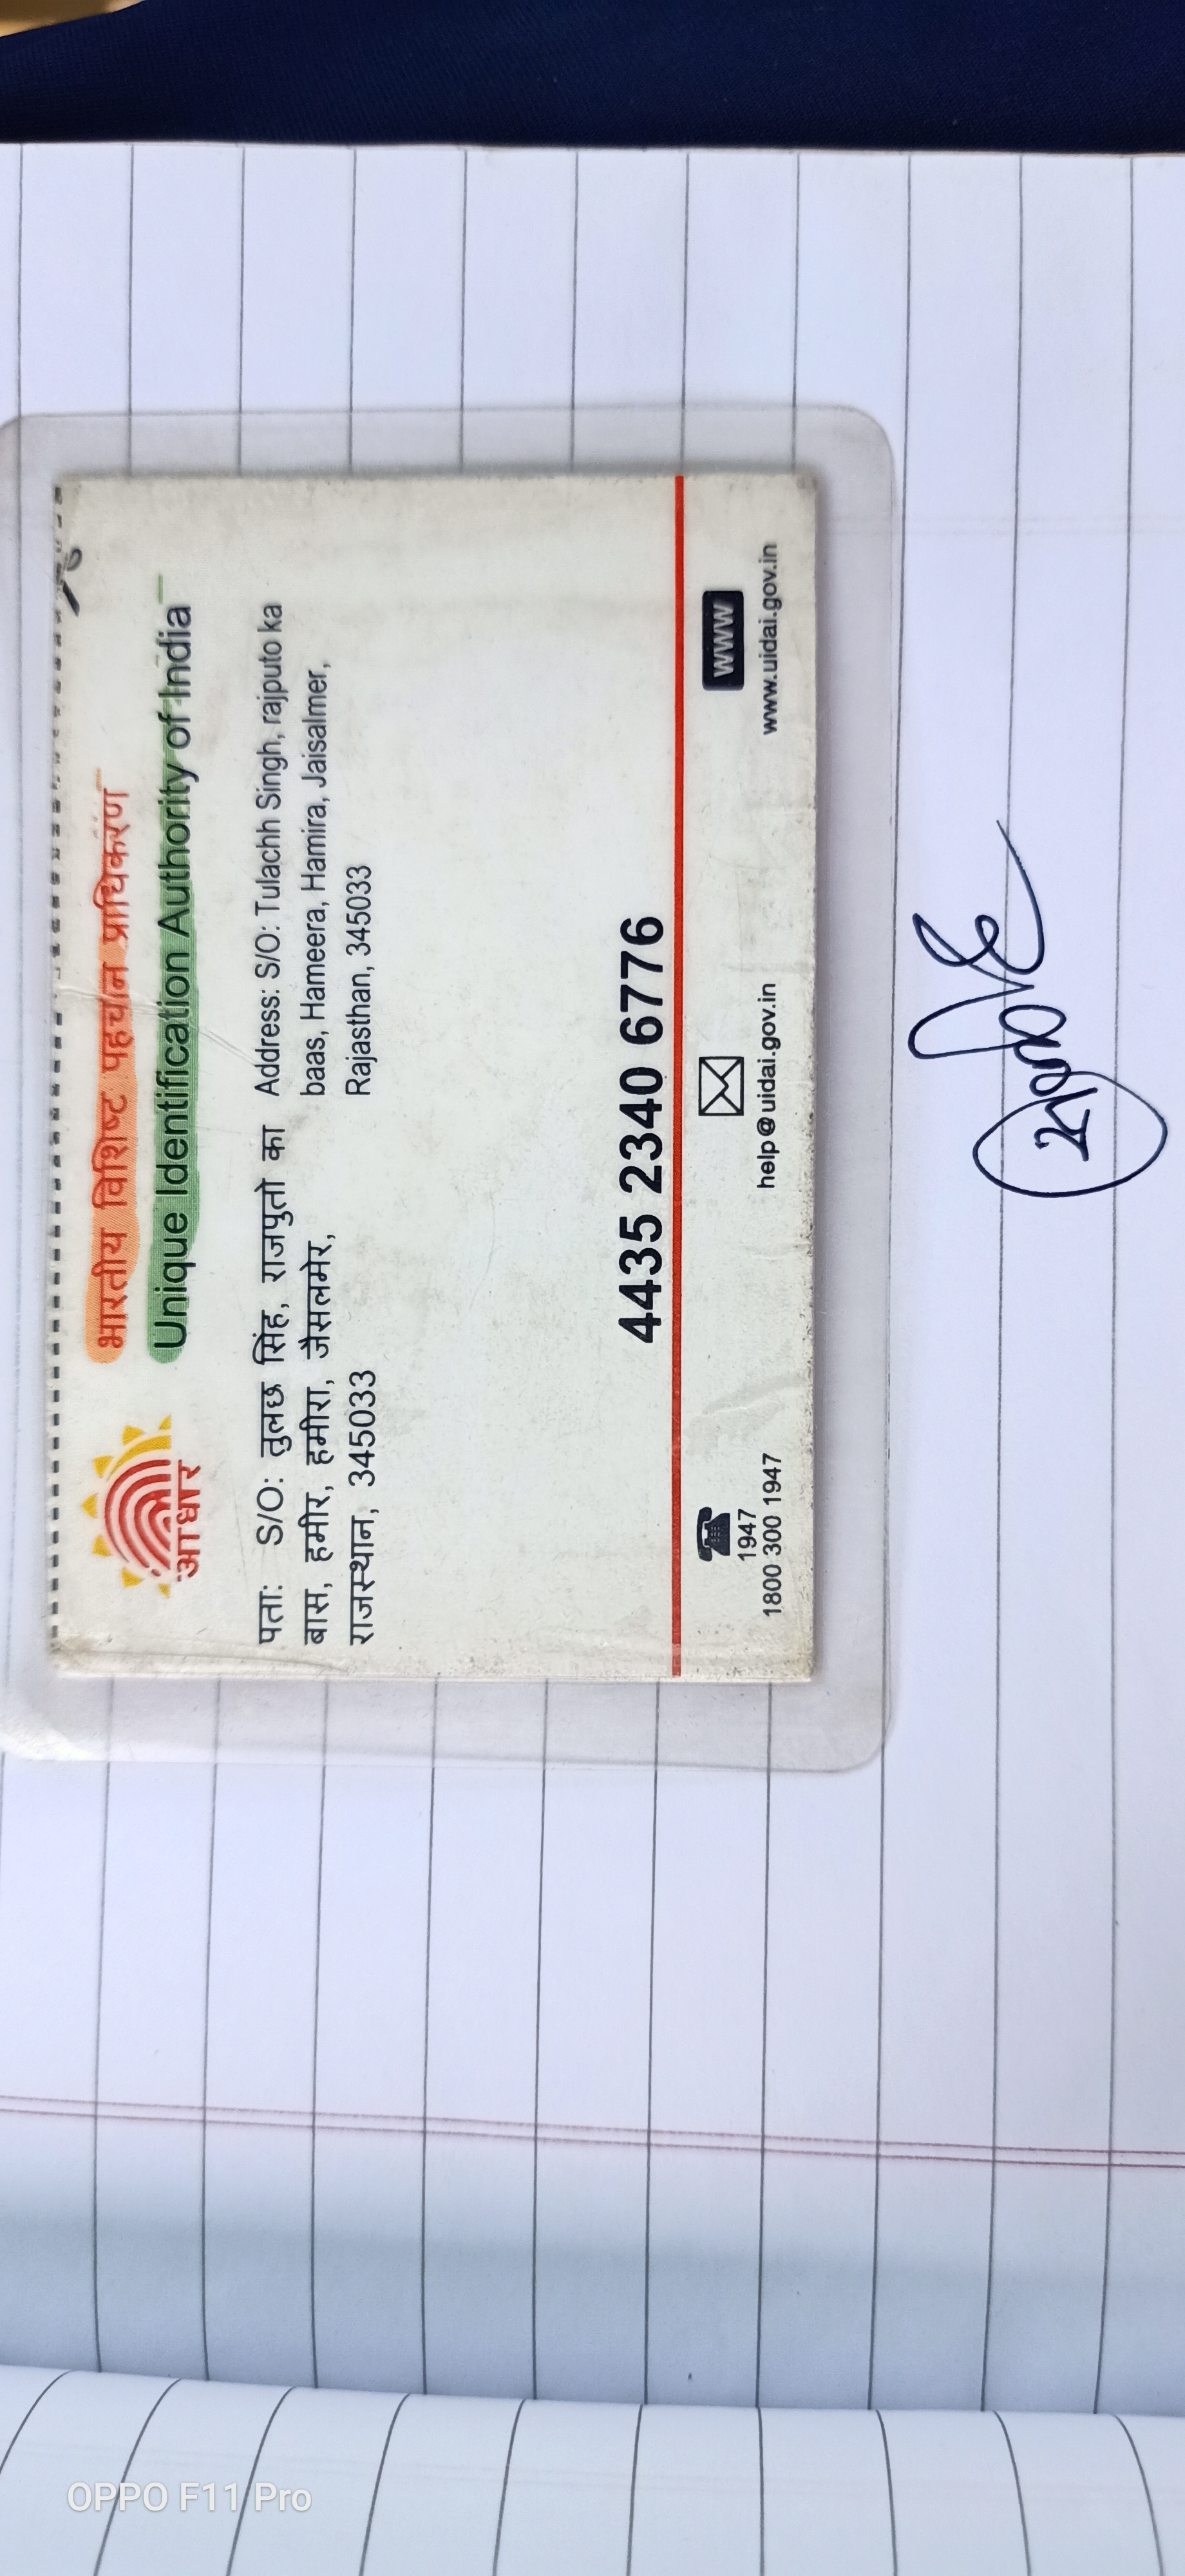 भारतीय विशिष्ट पहचान प्राधिकरण
Unique Identification Authority of India
आधार
पता: S/O: तुलछ सिंह, राजपुतो का
बास, हमीर, हमीरा, जैसलमेर,
राजस्थान, 345033
Address: S/O: Tulachh Singh, rajputo ka
baas, Hameera, Hamira, Jaisalmer,
Rajasthan, 345033
4435 2340 6776
1947
1800 300 1947
help@uidai.gov.in
WWW
www.uidai.gov.in
OPPO F11 Pro